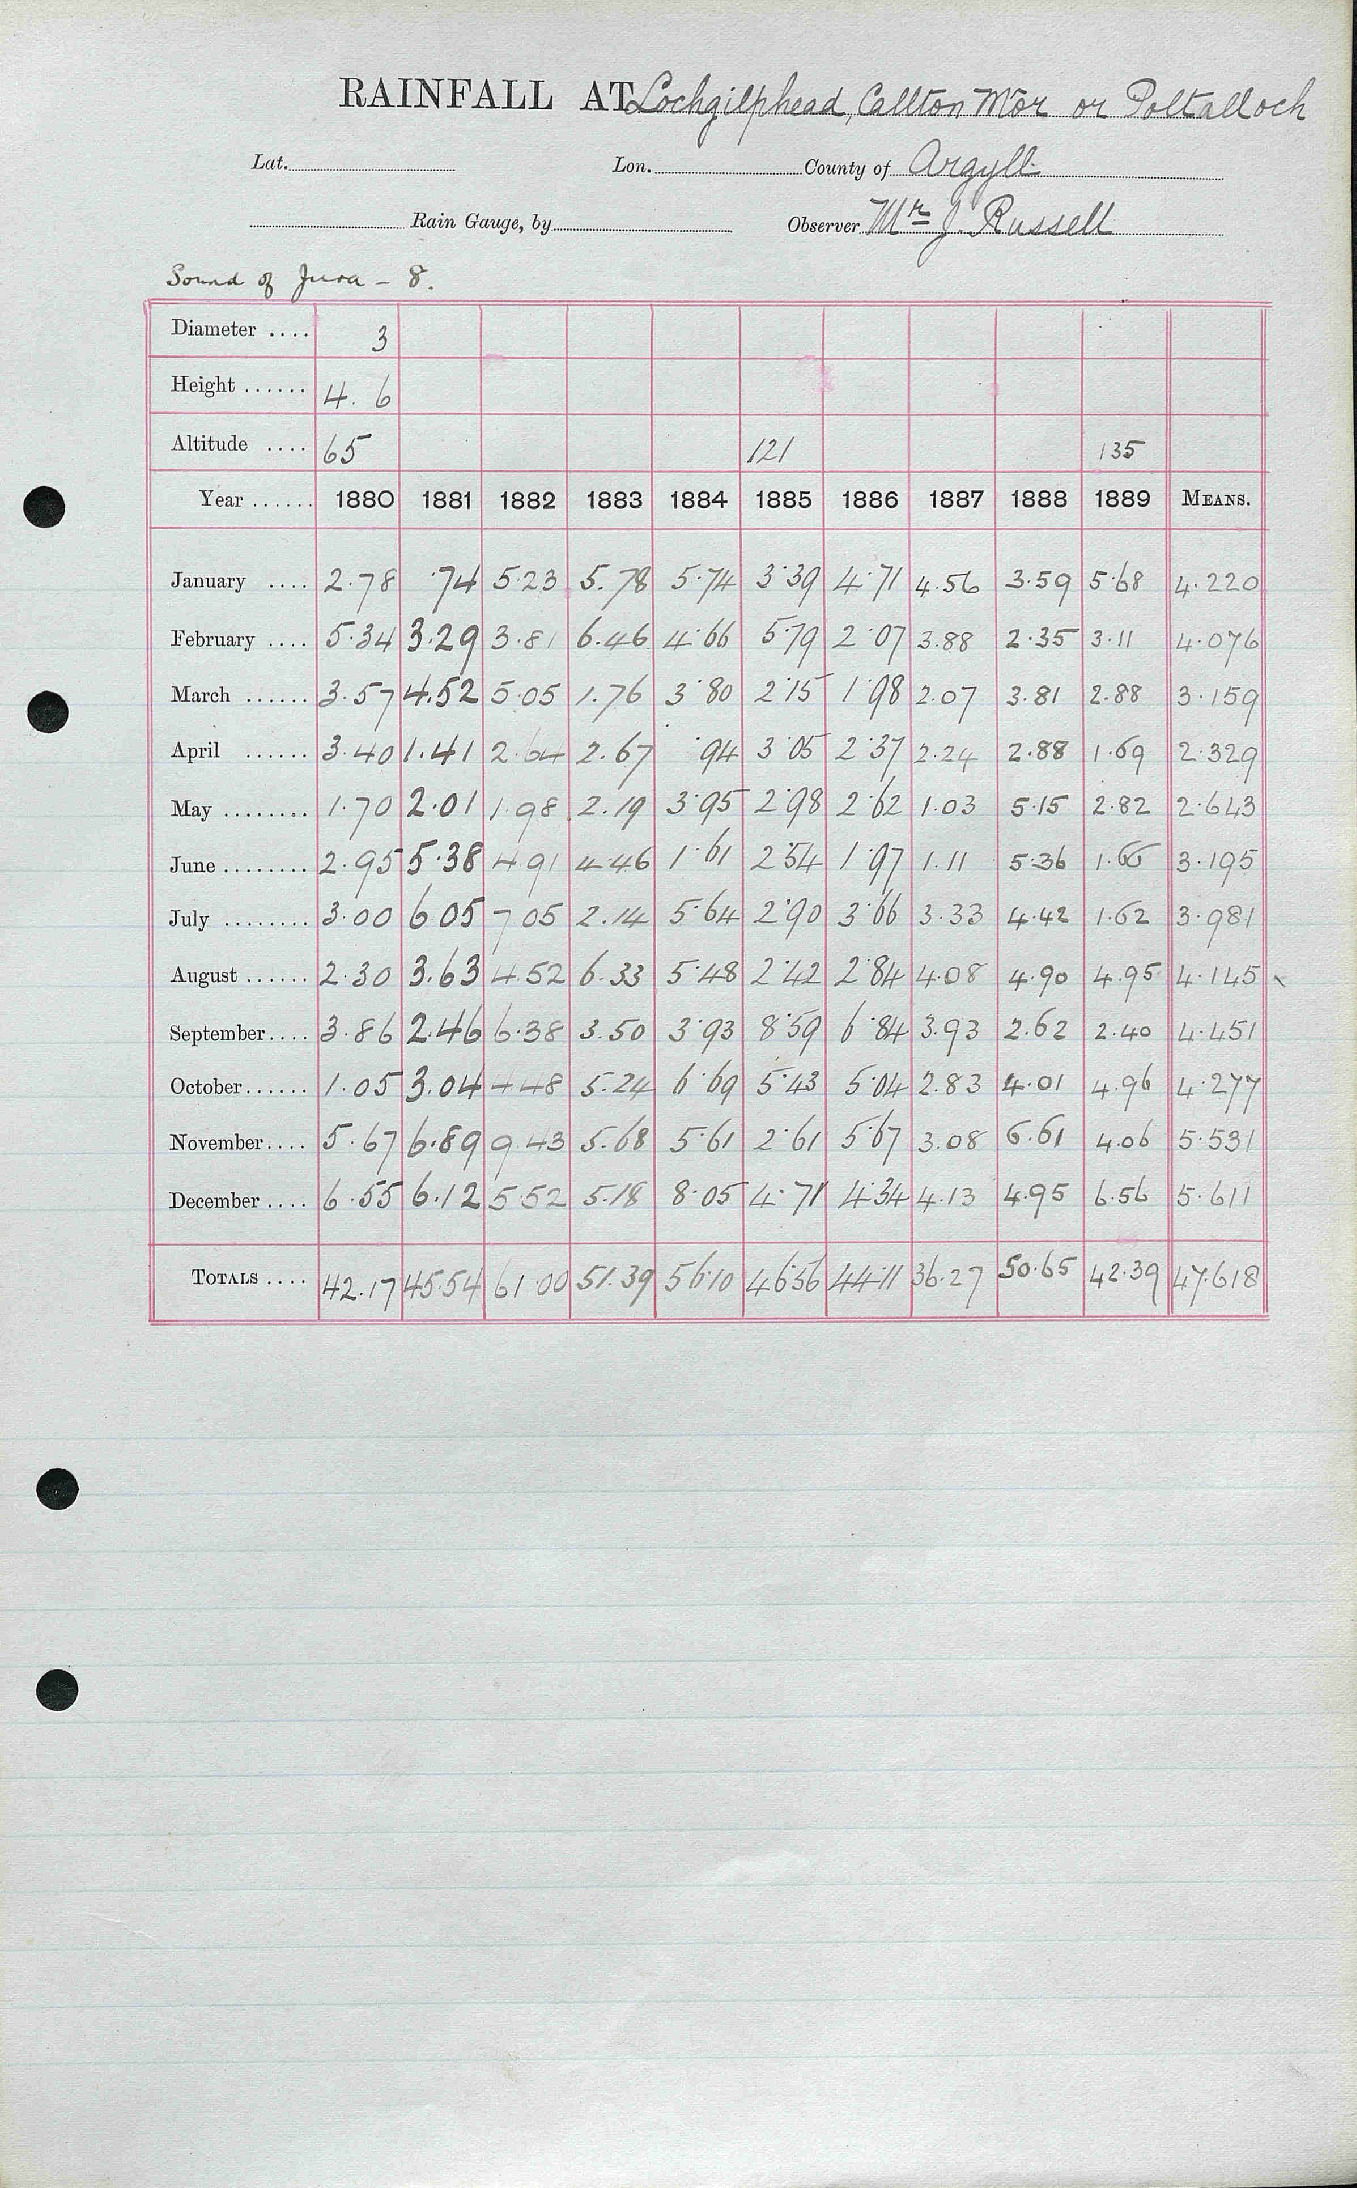 RAINFALL AT Lochgilphead, Callton Mor or Poltalloch
Lat. Lon. County of Argyll
Rain Gauge, by Observer Mr J. Russell
Sound of Jura - 8.
Diameter .... 3
Height ...... 4. 6
Altitude .... 65 121 135
Year ...... 1880 1881 1882 1883 1884 1885 1886 1887 1888 1889 MEANS.
January .... 2.78 .74 5.23 5.78 5.74 3.39 4.71 4.56 3.59 5.68 4.220
February .... 5.34 3.29 3.81 6.46 4.66 5.79 2.07 3.88 2.35 3.11 4.076
March ...... 3.57 4.52 5.05 1.76 3.80 2.15 1.98 2.07 3.81 2.88 3.159
April ...... 3.40 1.41 2.64 2.67 .94 3.05 2.37 2.24 2.88 1.69 2.329
May ........ 1.70 2.01 1.98 2.19 3.95 2.98 2.62 1.03 5.15 2.82 2.643
June ........ 2.95 5.38 4.91 4.46 1.61 2.54 1.97 1.11 5.36 1.66 3.195
July ........ 3.00 6.05 7.05 2.14 5.64 2.90 3.66 3.33 4.42 1.62 3.981
August ...... 2.30 3.63 4.52 6.33 5.48 2.42 2.84 4.08 4.90 4.95 4.145
September.... 3.86 2.46 6.38 3.50 3.93 8.59 6.84 3.93 2.62 2.40 4.451
October...... 1.05 3.04 4.48 5.24 6.69 5.43 5.04 2.83 4.01 4.96 4.277
November.... 5.67 6.89 9.43 5.68 5.61 2.61 5.67 3.08 6.61 4.06 5.531
December .... 6.55 6.12 5.52 5.18 8.05 4.71 4.34 4.13 4.95 6.56 5.611
TOTALS .... 42.17 45.54 61.00 51.39 56.10 46.56 44.11 36.27 50.65 42.39 47.618